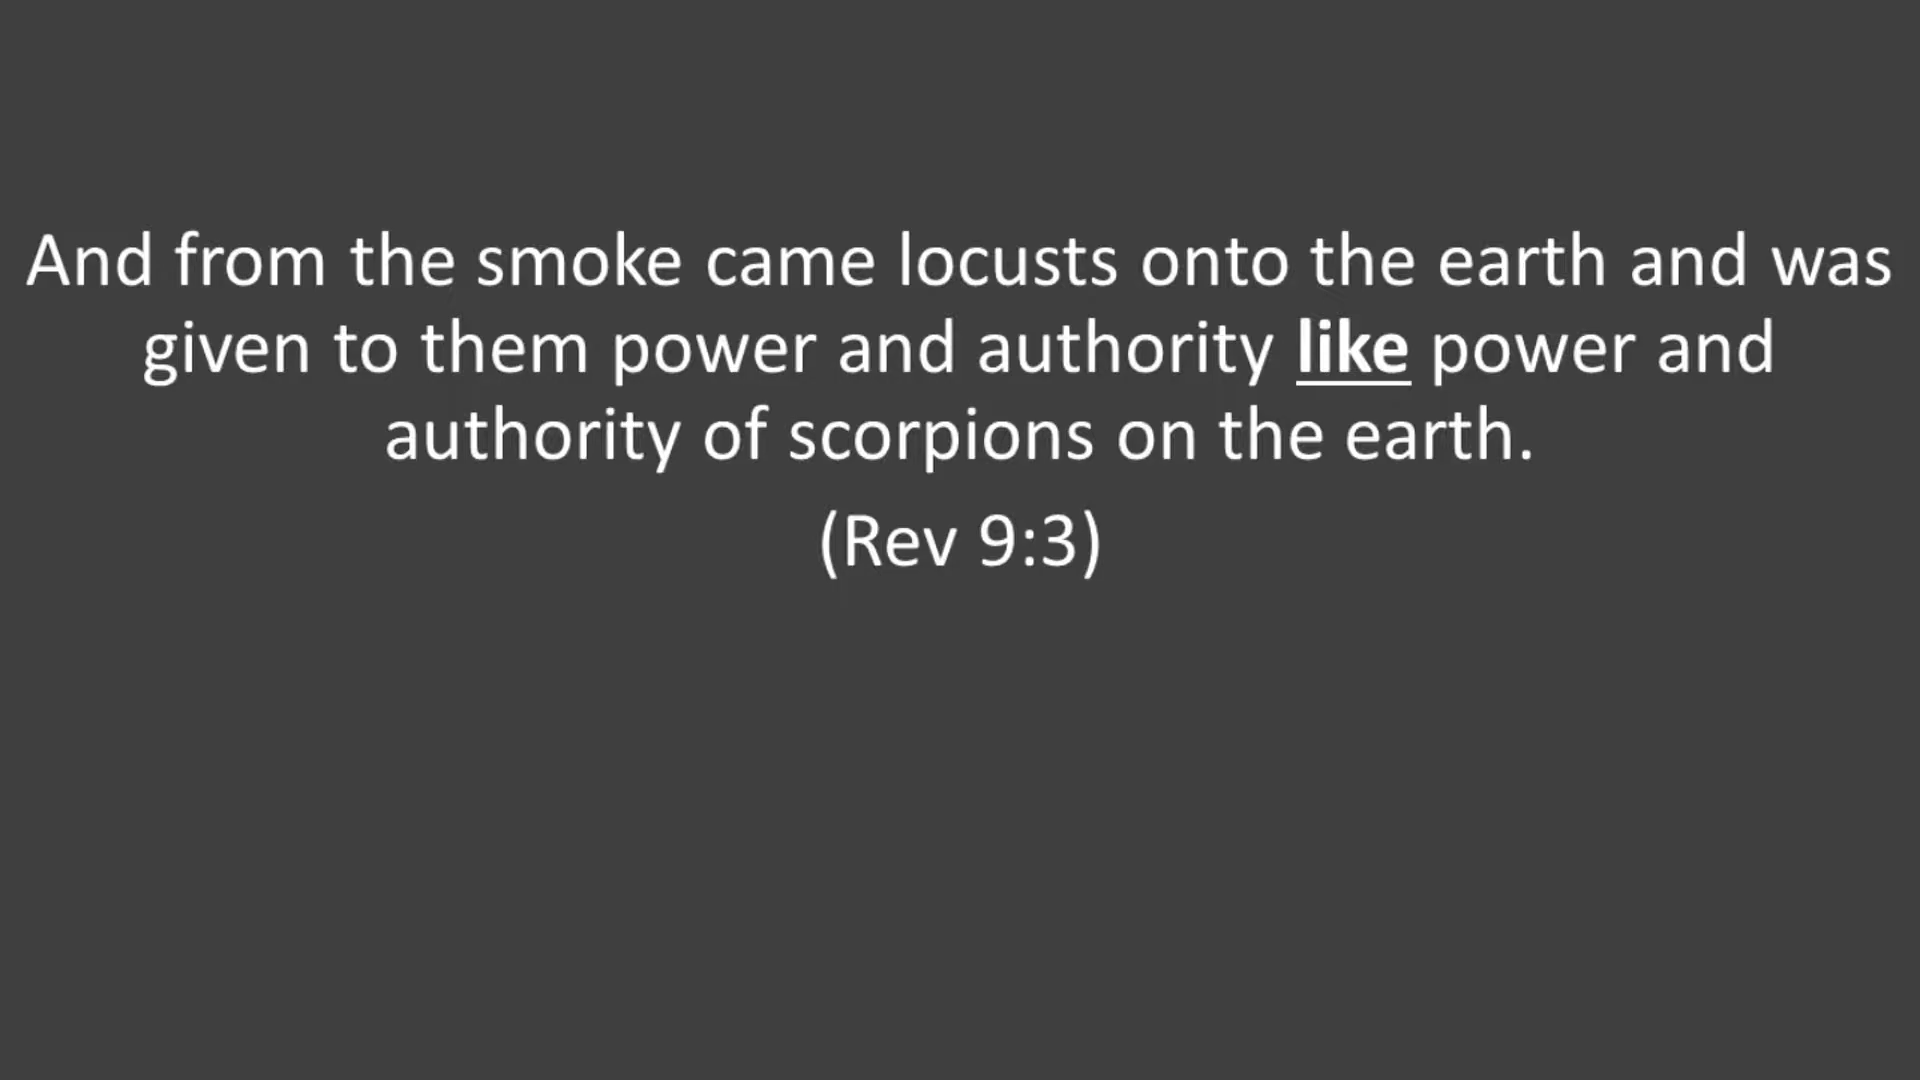 And from the smoke came locusts onto the earth and was
given to them power and authority like power and
authority of scorpions on the earth.
(Rev 9:3)